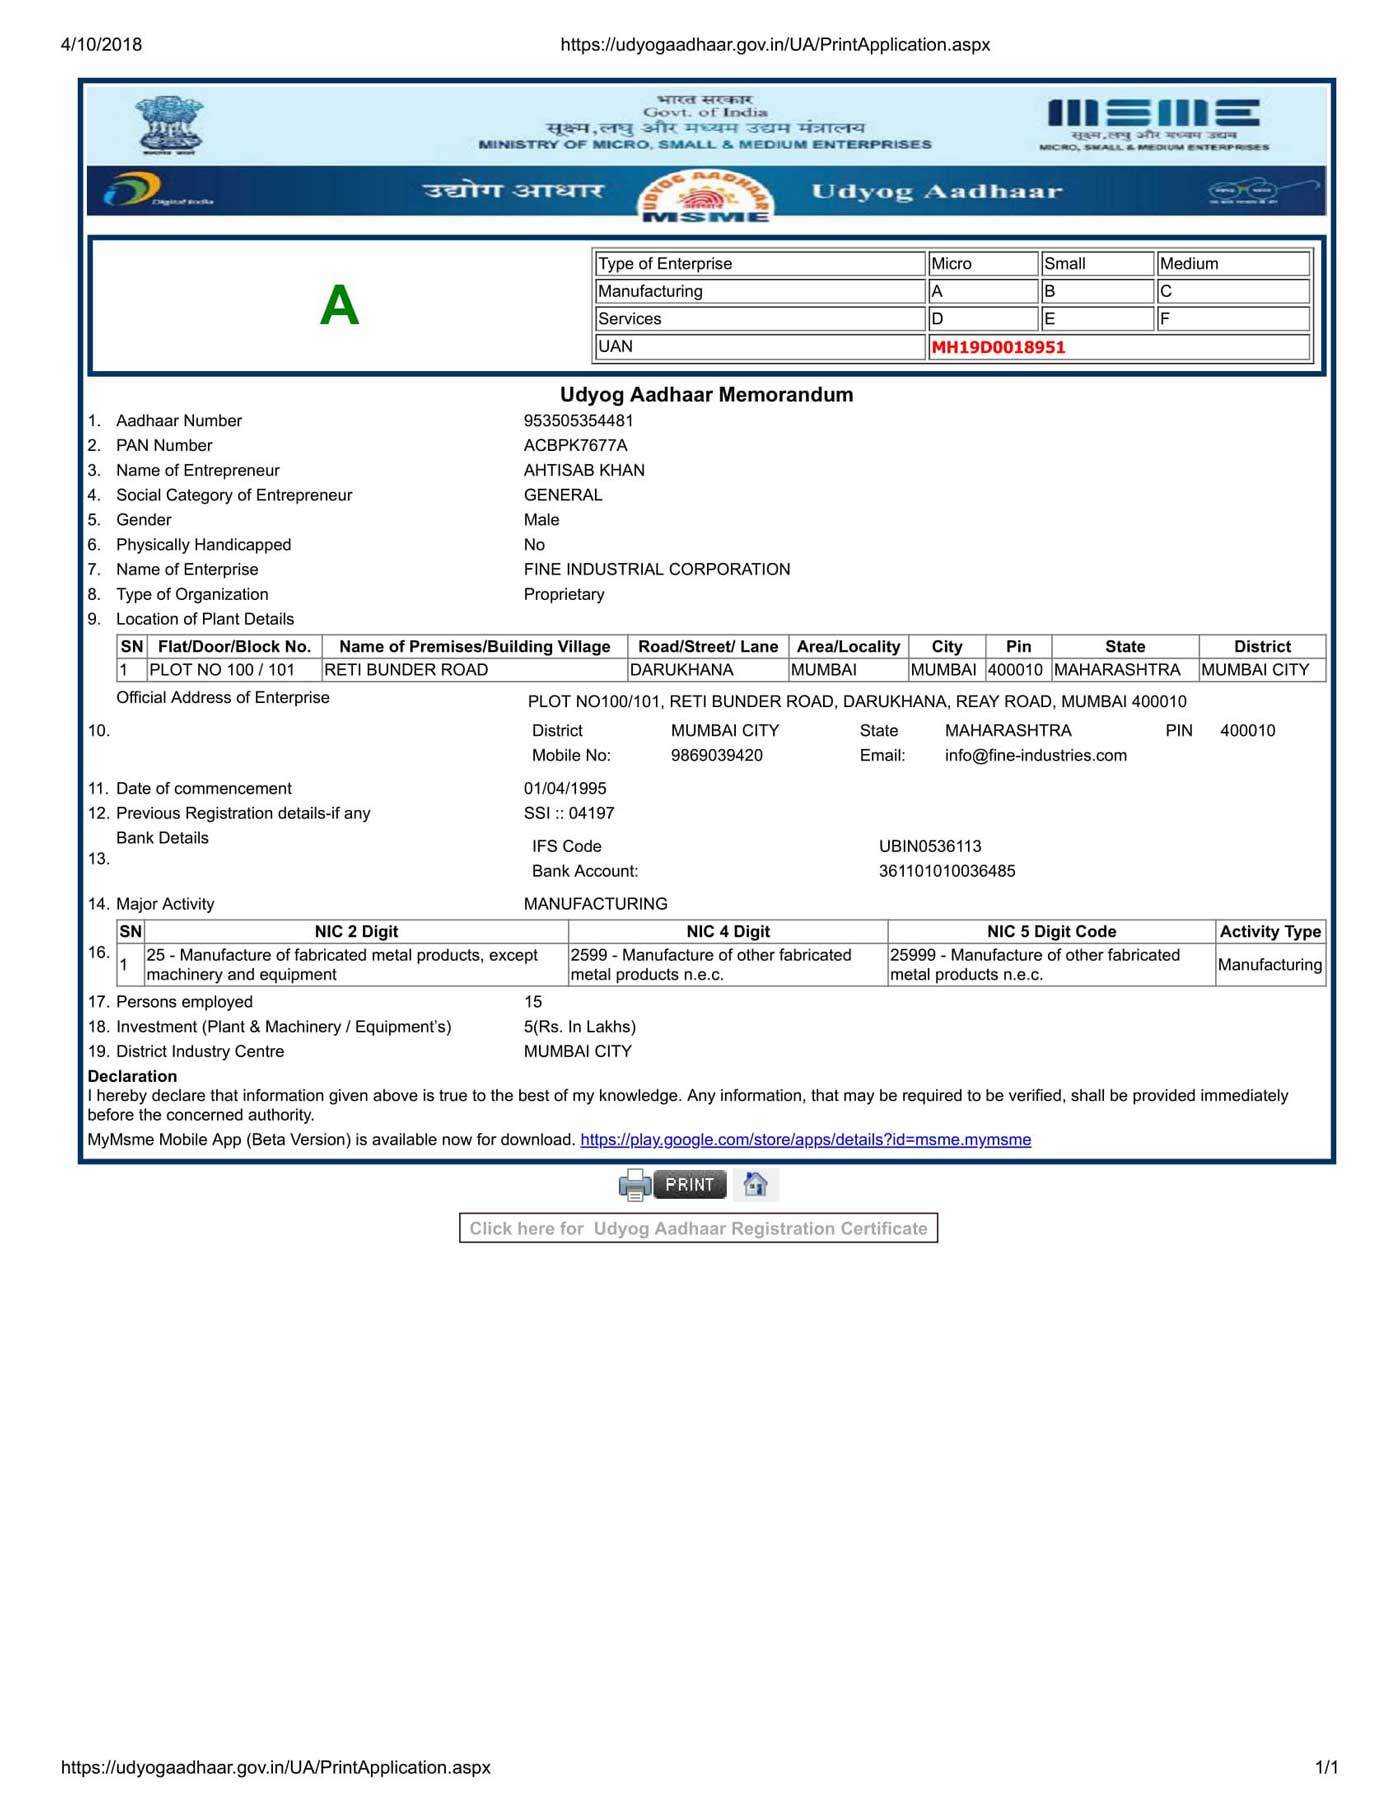 4/10/2018 https://udyogaadhaar.gov.in/UA/PrintApplication.aspx
भारत सरकार
Govt. of India
सूक्ष्म,लघु और मध्यम उद्यम मंत्रालय
MINISTRY OF MICRO, SMALL & MEDIUM ENTERPRISES
सूक्ष्म,लघु और मध्यम उद्यम
MICRO, SMALL & MEDIUM ENTERPRISES
Digital India
उद्योग आधार
UDYOG AADHAAR
MSME
Udyog Aadhaar
A
Type of Enterprise Micro Small Medium
Manufacturing A B C
Services D E F
UAN MH19D0018951
Udyog Aadhaar Memorandum
1. Aadhaar Number 953505354481
2. PAN Number ACBPK7677A
3. Name of Entrepreneur AHTISAB KHAN
4. Social Category of Entrepreneur GENERAL
5. Gender Male
6. Physically Handicapped No
7. Name of Enterprise FINE INDUSTRIAL CORPORATION
8. Type of Organization Proprietary
9. Location of Plant Details
SN Flat/Door/Block No. Name of Premises/Building Village Road/Street/ Lane Area/Locality City Pin State District
1 PLOT NO 100 / 101 RETI BUNDER ROAD DARUKHANA MUMBAI MUMBAI 400010 MAHARASHTRA MUMBAI CITY
Official Address of Enterprise PLOT NO100/101, RETI BUNDER ROAD, DARUKHANA, REAY ROAD, MUMBAI 400010
10. District MUMBAI CITY State MAHARASHTRA PIN 400010
Mobile No: 9869039420 Email: info@fine-industries.com
11. Date of commencement 01/04/1995
12. Previous Registration details-if any SSI :: 04197
Bank Details
13. IFS Code UBIN0536113
Bank Account: 361101010036485
14. Major Activity MANUFACTURING
SN NIC 2 Digit NIC 4 Digit NIC 5 Digit Code Activity Type
16. 1 25 - Manufacture of fabricated metal products, except 2599 - Manufacture of other fabricated 25999 - Manufacture of other fabricated Manufacturing
machinery and equipment metal products n.e.c. metal products n.e.c.
17. Persons employed 15
18. Investment (Plant & Machinery / Equipment's) 5(Rs. In Lakhs)
19. District Industry Centre MUMBAI CITY
Declaration
I hereby declare that information given above is true to the best of my knowledge. Any information, that may be required to be verified, shall be provided immediately
before the concerned authority.
MyMsme Mobile App (Beta Version) is available now for download. https://play.google.com/store/apps/details?id=msme.mymsme
PRINT
Click here for Udyog Aadhaar Registration Certificate
https://udyogaadhaar.gov.in/UA/PrintApplication.aspx 1/1